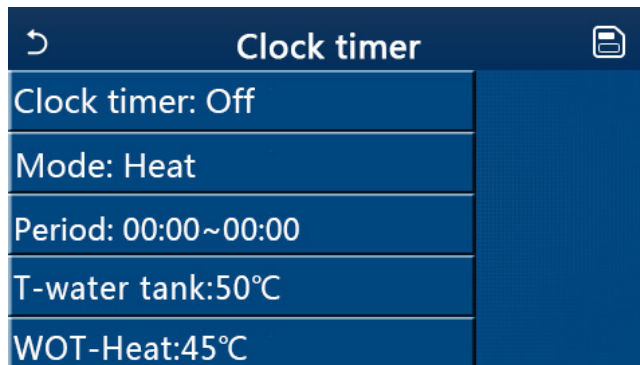 Clock timer
Clock timer: Off
Mode: Heat
Period: 00:00~00:00
T-water tank:50℃
WOT-Heat:45℃